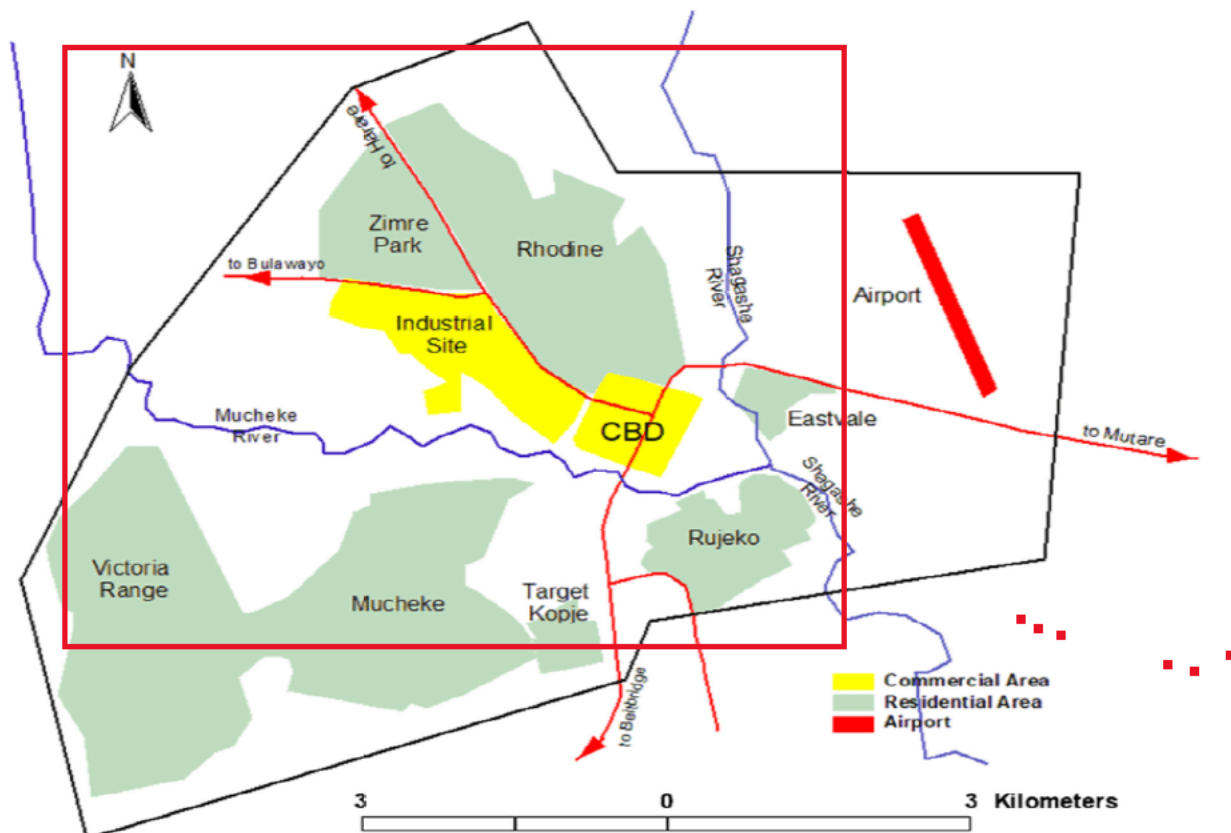 N
to Harare
Zimre
Park
Rhodine
to Bulawayo
Shagashe
River
Airport
Industrial
Site
Mucheke
River
CBD
Eastvale
to Mutare
Shagashe
River
Rujeko
Victoria
Range
Mucheke
Target
Kopje
to Beitbridge
Commercial Area
Residential Area
Airport
3 0 3 Kilometers